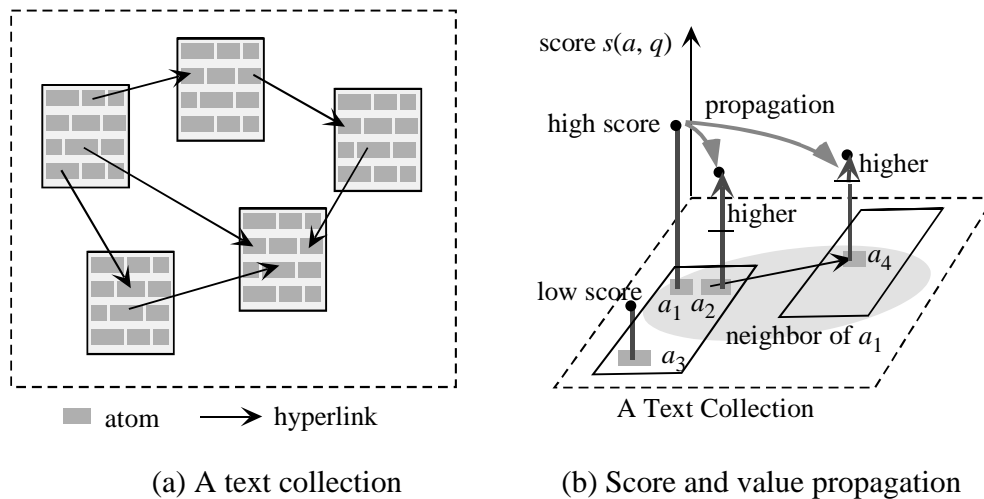 atom
hyperlink
(a) A text collection
score s(a, q)
propagation
high score
higher
higher
a4
low score
a1 a2
neighbor of a1
a3
A Text Collection
(b) Score and value propagation